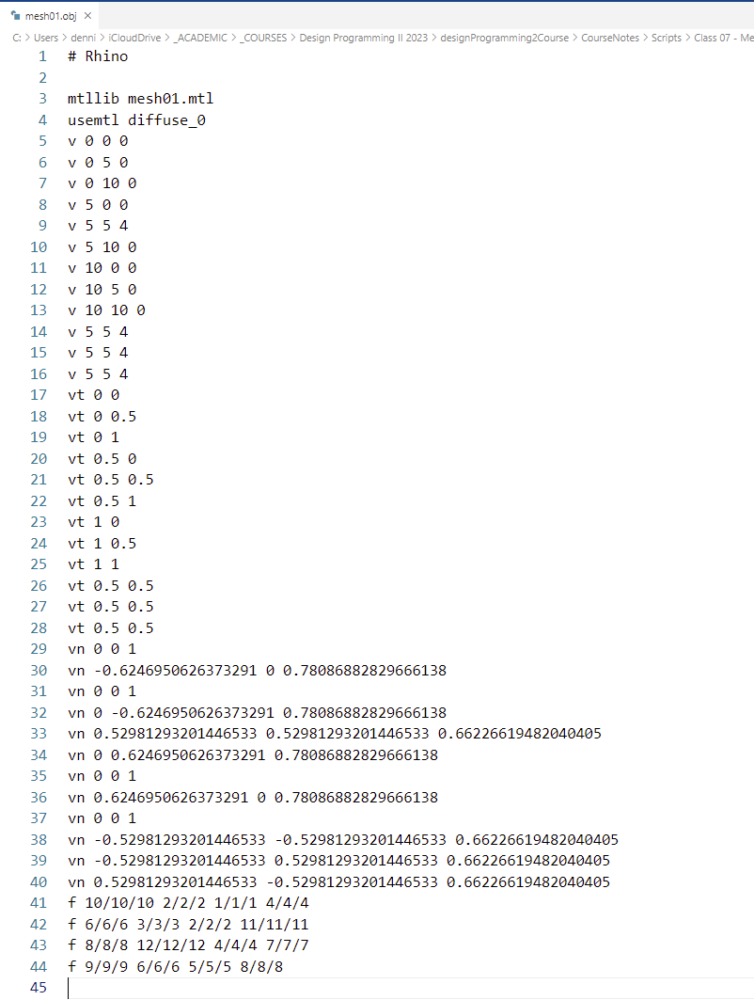 mesh01.obj ×
C: > Users > denni > iCloudDrive > _ACADEMIC > _COURSES > Design Programming II 2023 > designProgramming2Course > CourseNotes > Scripts > Class 07 - Me
1 # Rhino
2
3 mtllib mesh01.mtl
4 usemtl diffuse_0
5 v 0 0 0
6 v 0 5 0
7 v 0 10 0
8 v 5 0 0
9 v 5 5 4
10 v 5 10 0
11 v 10 0 0
12 v 10 5 0
13 v 10 10 0
14 v 5 5 4
15 v 5 5 4
16 v 5 5 4
17 vt 0 0
18 vt 0 0.5
19 vt 0 1
20 vt 0.5 0
21 vt 0.5 0.5
22 vt 0.5 1
23 vt 1 0
24 vt 1 0.5
25 vt 1 1
26 vt 0.5 0.5
27 vt 0.5 0.5
28 vt 0.5 0.5
29 vn 0 0 1
30 vn -0.6246950626373291 0 0.78086882829666138
31 vn 0 0 1
32 vn 0 -0.6246950626373291 0.78086882829666138
33 vn 0.52981293201446533 0.52981293201446533 0.66226619482040405
34 vn 0 0.6246950626373291 0.78086882829666138
35 vn 0 0 1
36 vn 0.6246950626373291 0 0.78086882829666138
37 vn 0 0 1
38 vn -0.52981293201446533 -0.52981293201446533 0.66226619482040405
39 vn -0.52981293201446533 0.52981293201446533 0.66226619482040405
40 vn 0.52981293201446533 -0.52981293201446533 0.66226619482040405
41 f 10/10/10 2/2/2 1/1/1 4/4/4
42 f 6/6/6 3/3/3 2/2/2 11/11/11
43 f 8/8/8 12/12/12 4/4/4 7/7/7
44 f 9/9/9 6/6/6 5/5/5 8/8/8
45